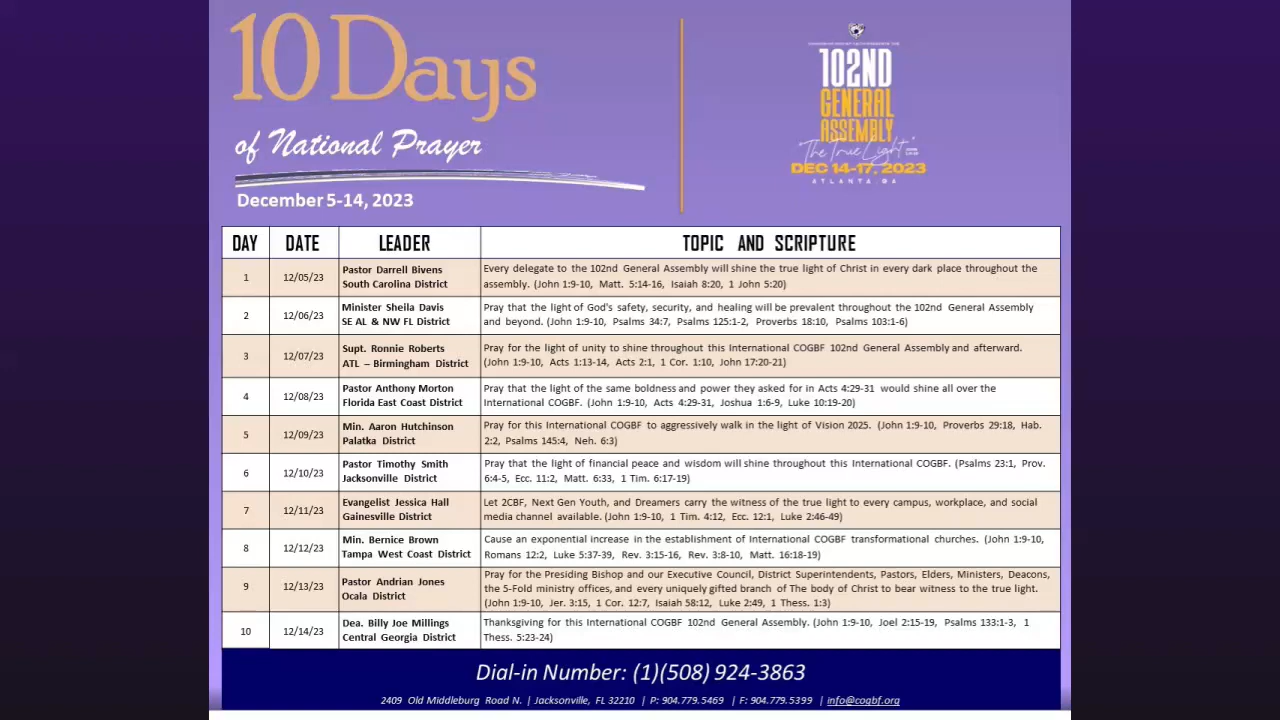 10 Days
of National Prayer
December 5-14, 2023
102ND
GENERAL
ASSEMBLY
"The True Light"
DEC 14-17, 2023
ATLANTA, GA
DAY DATE LEADER TOPIC AND SCRIPTURE
1 12/05/23 Pastor Darrell Bivens
South Carolina District
Every delegate to the 102nd General Assembly will shine the true light of Christ in every dark place throughout the
assembly. (John 1:9-10, Matt. 5:14-16, Isaiah 8:20, 1 John 5:20)
2 12/06/23 Minister Sheila Davis
SE AL & NW FL District
Pray that the light of God's safety, security, and healing will be prevalent throughout the 102nd General Assembly
and beyond. (John 1:9-10, Psalms 34:7, Psalms 125:1-2, Proverbs 18:10, Psalms 103:1-6)
3 12/07/23 Supt. Ronnie Roberts
ATL – Birmingham District
Pray for the light of unity to shine throughout this International COGBF 102nd General Assembly and afterward.
(John 1:9-10, Acts 1:13-14, Acts 2:1, 1 Cor. 1:10, John 17:20-21)
4 12/08/23 Pastor Anthony Morton
Florida East Coast District
Pray that the light of the same boldness and power they asked for in Acts 4:29-31 would shine all over the
International COGBF. (John 1:9-10, Acts 4:29-31, Joshua 1:6-9, Luke 10:19-20)
5 12/09/23 Min. Aaron Hutchinson
Palatka District
Pray for this International COGBF to aggressively walk in the light of Vision 2025. (John 1:9-10, Proverbs 29:18, Hab.
2:2, Psalms 145:4, Neh. 6:3)
6 12/10/23 Pastor Timothy Smith
Jacksonville District
Pray that the light of financial peace and wisdom will shine throughout this International COGBF. (Psalms 23:1, Prov.
6:4-5, Ecc. 11:2, Matt. 6:33, 1 Tim. 6:17-19)
7 12/11/23 Evangelist Jessica Hall
Gainesville District
Let 2CBF, Next Gen Youth, and Dreamers carry the witness of the true light to every campus, workplace, and social
media channel available. (John 1:9-10, 1 Tim. 4:12, Ecc. 12:1, Luke 2:46-49)
8 12/12/23 Min. Bernice Brown
Tampa West Coast District
Cause an exponential increase in the establishment of International COGBF transformational churches. (John 1:9-10,
Romans 12:2, Luke 5:37-39, Rev. 3:15-16, Rev. 3:8-10, Matt. 16:18-19)
9 12/13/23 Pastor Andrian Jones
Ocala District
Pray for the Presiding Bishop and our Executive Council, District Superintendents, Pastors, Elders, Ministers, Deacons,
the 5-Fold ministry offices, and every uniquely gifted branch of The body of Christ to bear witness to the true light.
(John 1:9-10, Jer. 3:15, 1 Cor. 12:7, Isaiah 58:12, Luke 2:49, 1 Thess. 1:3)
10 12/14/23 Dea. Billy Joe Millings
Central Georgia District
Thanksgiving for this International COGBF 102nd General Assembly. (John 1:9-10, Joel 2:15-19, Psalms 133:1-3, 1
Thess. 5:23-24)
Dial-in Number: (1)(508) 924-3863
2409 Old Middleburg Road N. | Jacksonville, FL 32210 | P: 904.779.5469 | F: 904.779.5399 | info@cogbf.org